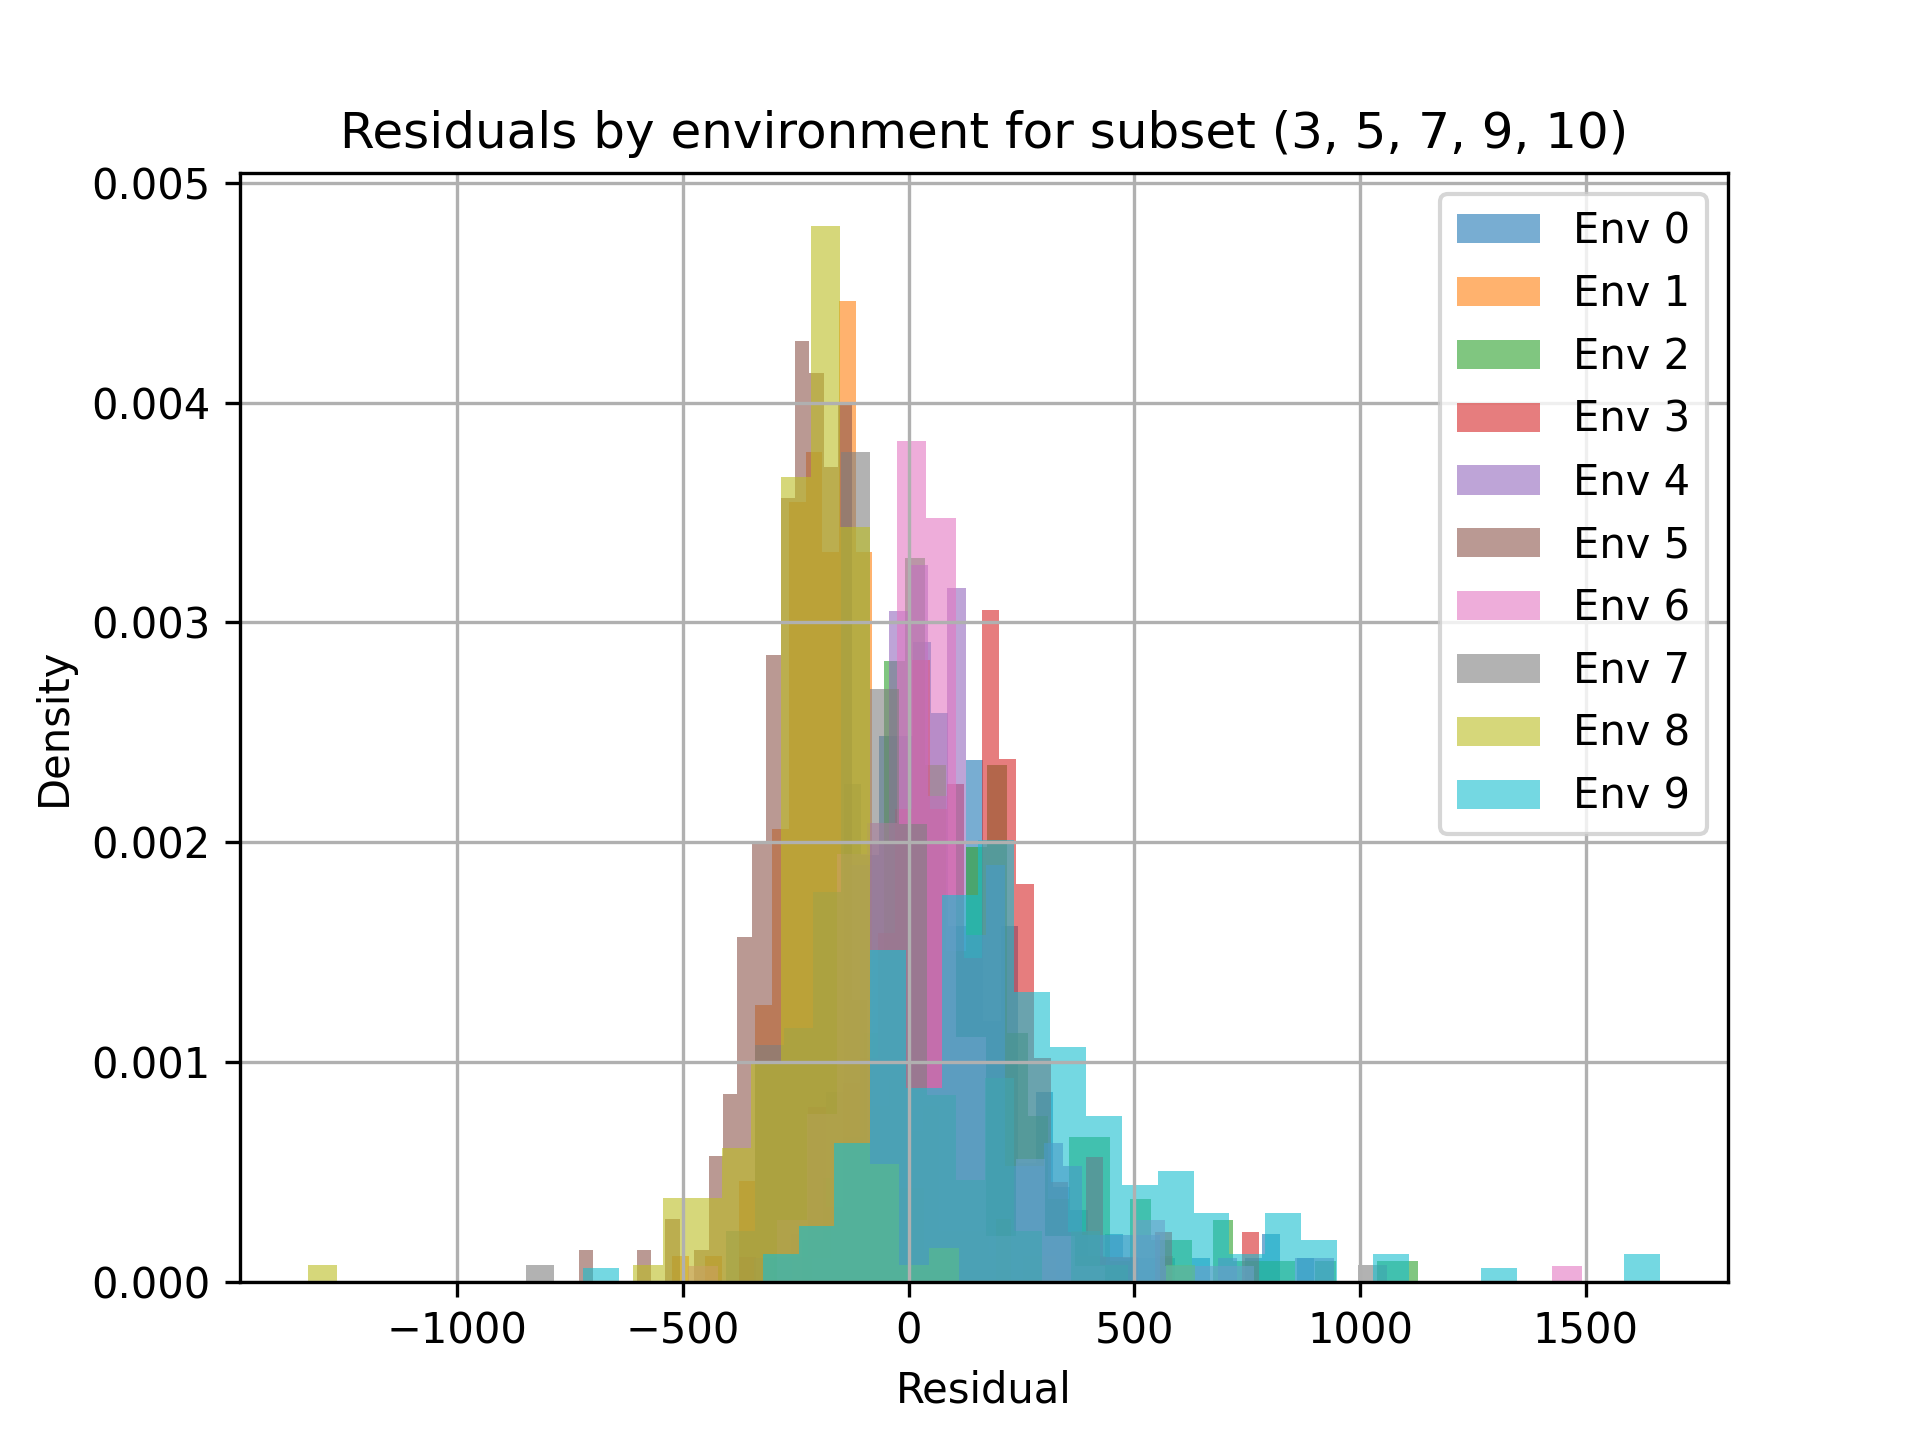 Residuals by environment for subset (3, 5, 7, 9, 10)
0.005
0.004
0.003
0.002
0.001
0.000
Density
Env 0
Env 1
Env 2
Env 3
Env 4
Env 5
Env 6
Env 7
Env 8
Env 9
−1000
−500
0
500
1000
1500
Residual